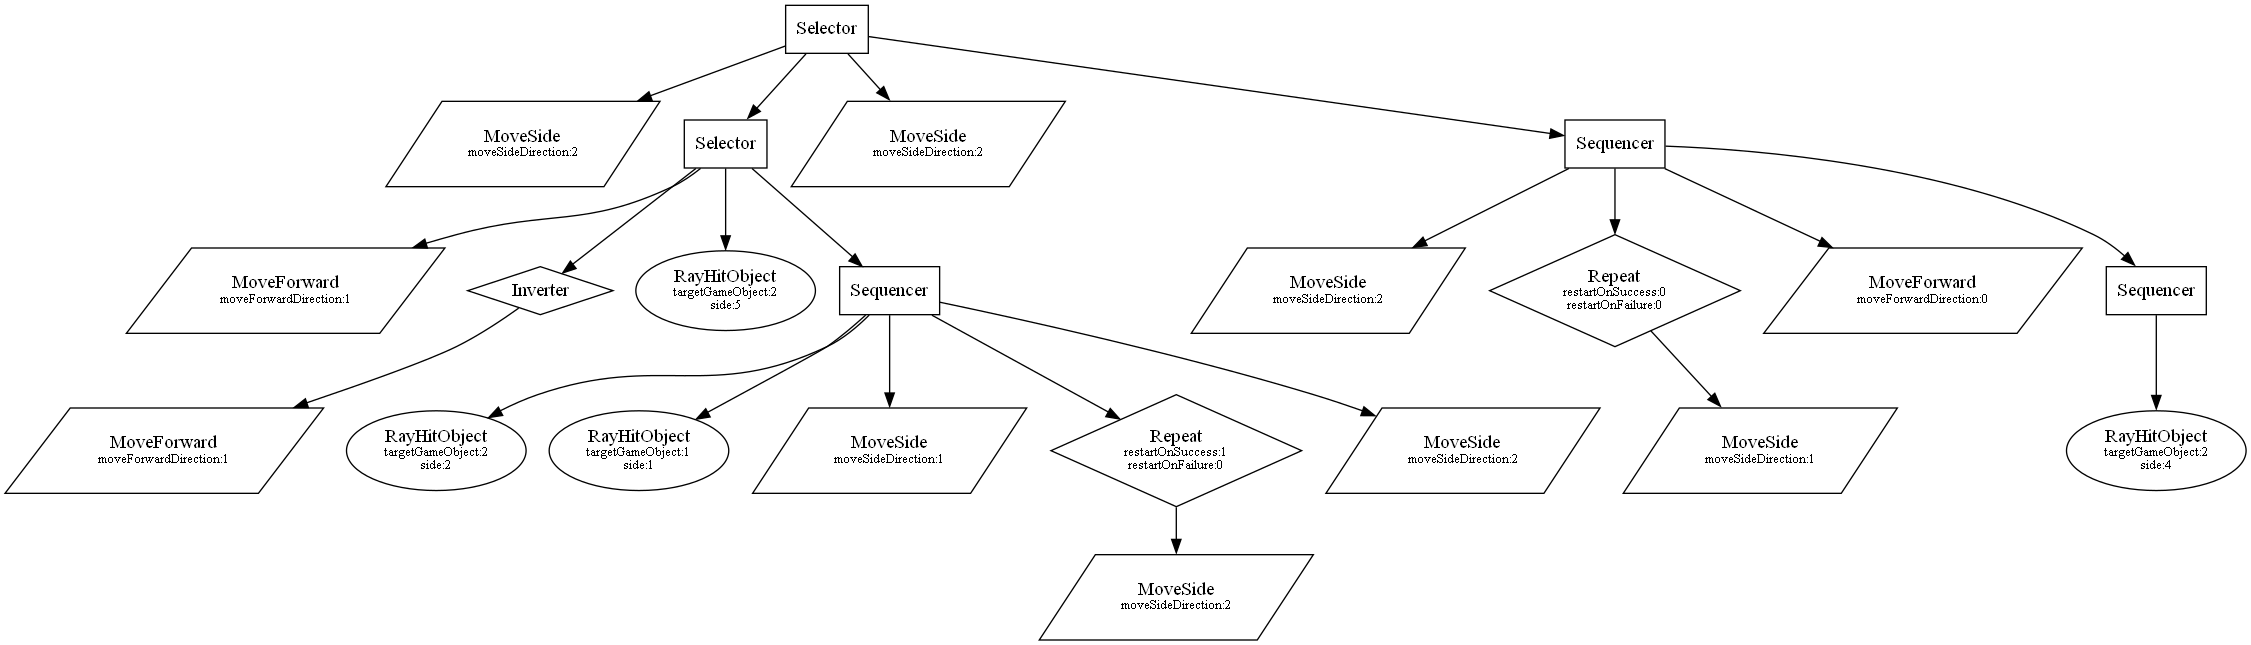 Selector
MoveSide
moveSideDirection:2
Selector
MoveSide
moveSideDirection:2
Sequencer
MoveForward
moveForwardDirection:1
Inverter
RayHitObject
targetGameObject:2
side:5
Sequencer
MoveSide
moveSideDirection:2
Repeat
restartOnSuccess:0
restartOnFailure:0
MoveForward
moveForwardDirection:0
Sequencer
MoveForward
moveForwardDirection:1
RayHitObject
targetGameObject:2
side:2
RayHitObject
targetGameObject:1
side:1
MoveSide
moveSideDirection:1
Repeat
restartOnSuccess:1
restartOnFailure:0
MoveSide
moveSideDirection:2
MoveSide
moveSideDirection:1
RayHitObject
targetGameObject:2
side:4
MoveSide
moveSideDirection:2